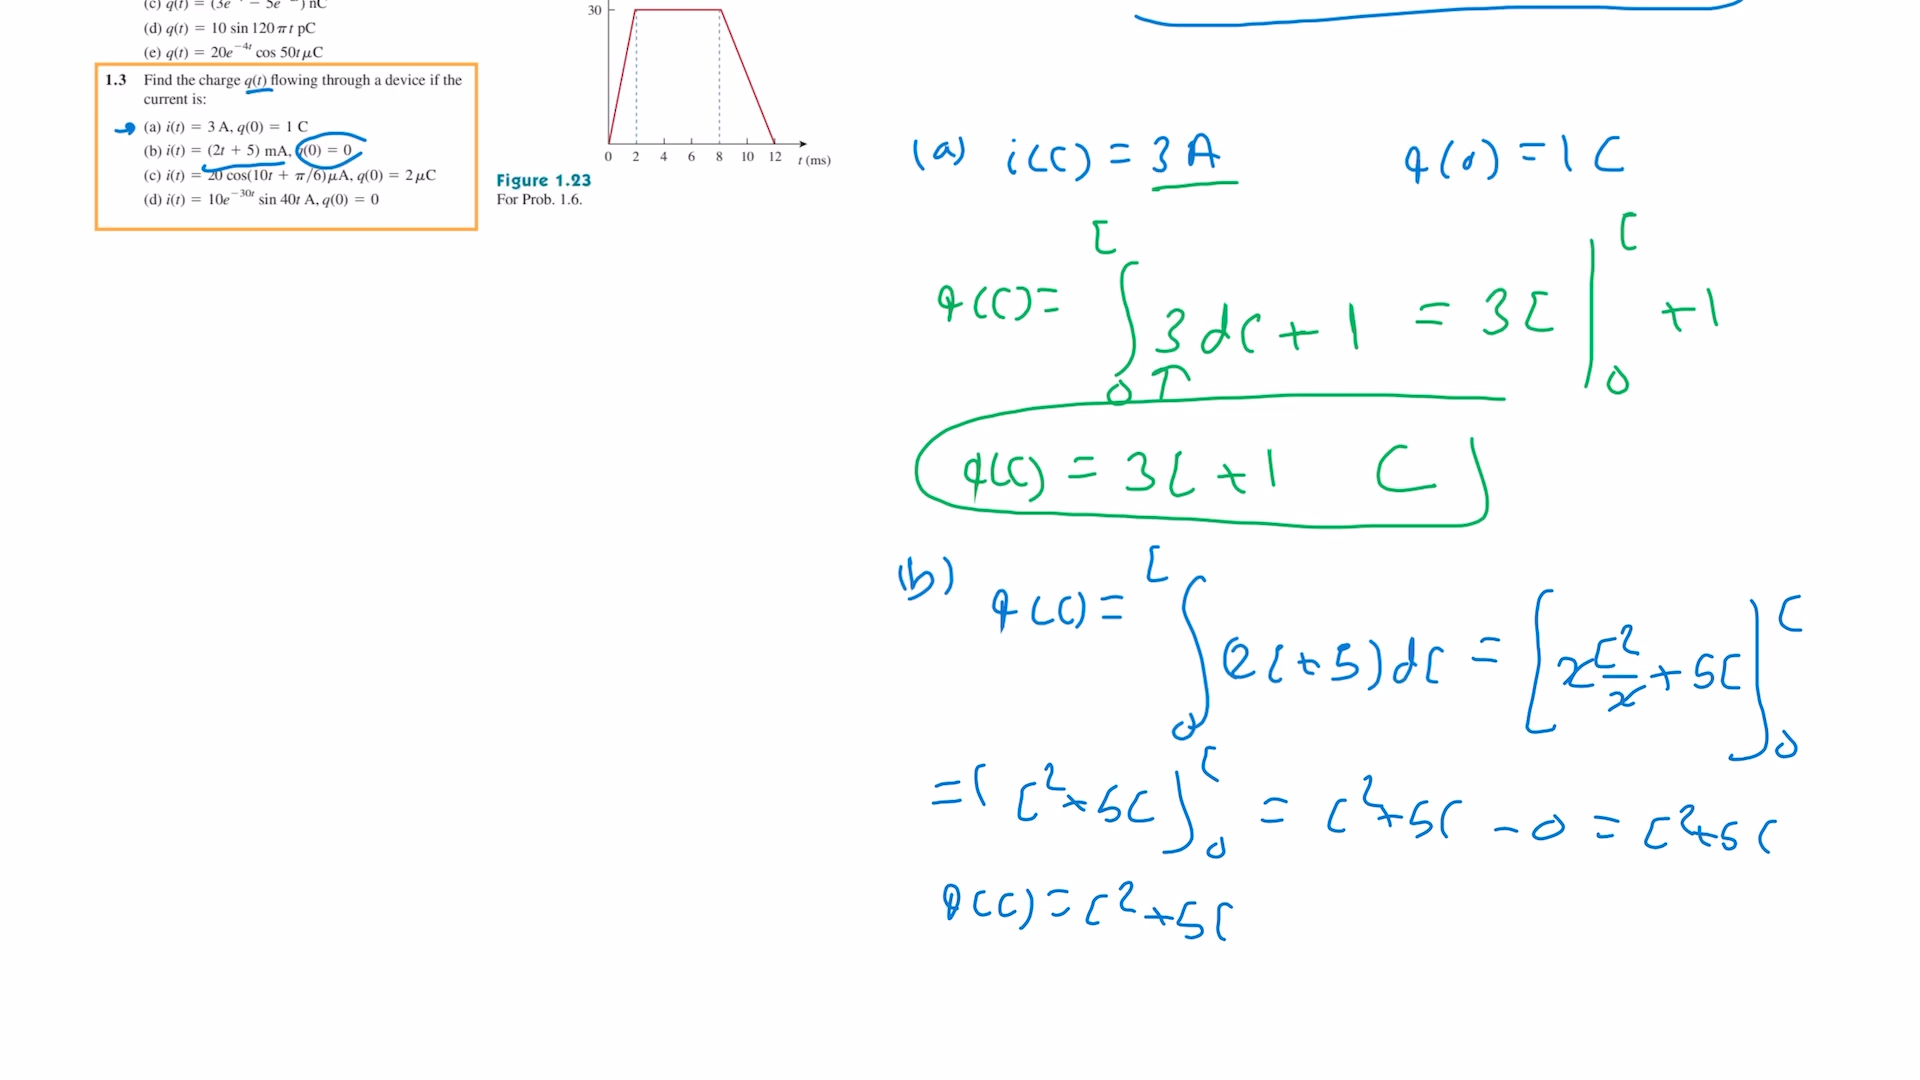 (c) q(t) = (3e − 5e ) nC
(d) q(t) = 10 sin 120 π t pC
(e) q(t) = 20e⁻⁴ᵗ cos 50t μC
1.3 Find the charge q(t) flowing through a device if the
current is:
(a) i(t) = 3 A, q(0) = 1 C
(b) i(t) = (2t + 5) mA, q(0) = 0
(c) i(t) = 20 cos(10t + π/6) μA, q(0) = 2 μC
(d) i(t) = 10e⁻³⁰ᵗ sin 40t A, q(0) = 0
30
0 2 4 6 8 10 12 t (ms)
Figure 1.23
For Prob. 1.6.
(a) i(t) = 3 A q(0) = 1 C
q(t) = ∫₀ᵗ 3 dt + 1 = 3t |₀ᵗ + 1
q(t) = 3t + 1 C
(b) q(t) = ∫₀ᵗ (2t + 5) dt = [2 t²/2 + 5t]₀ᵗ
= [t² + 5t]₀ᵗ = t² + 5t − 0 = t² + 5t
q(t) = t² + 5t